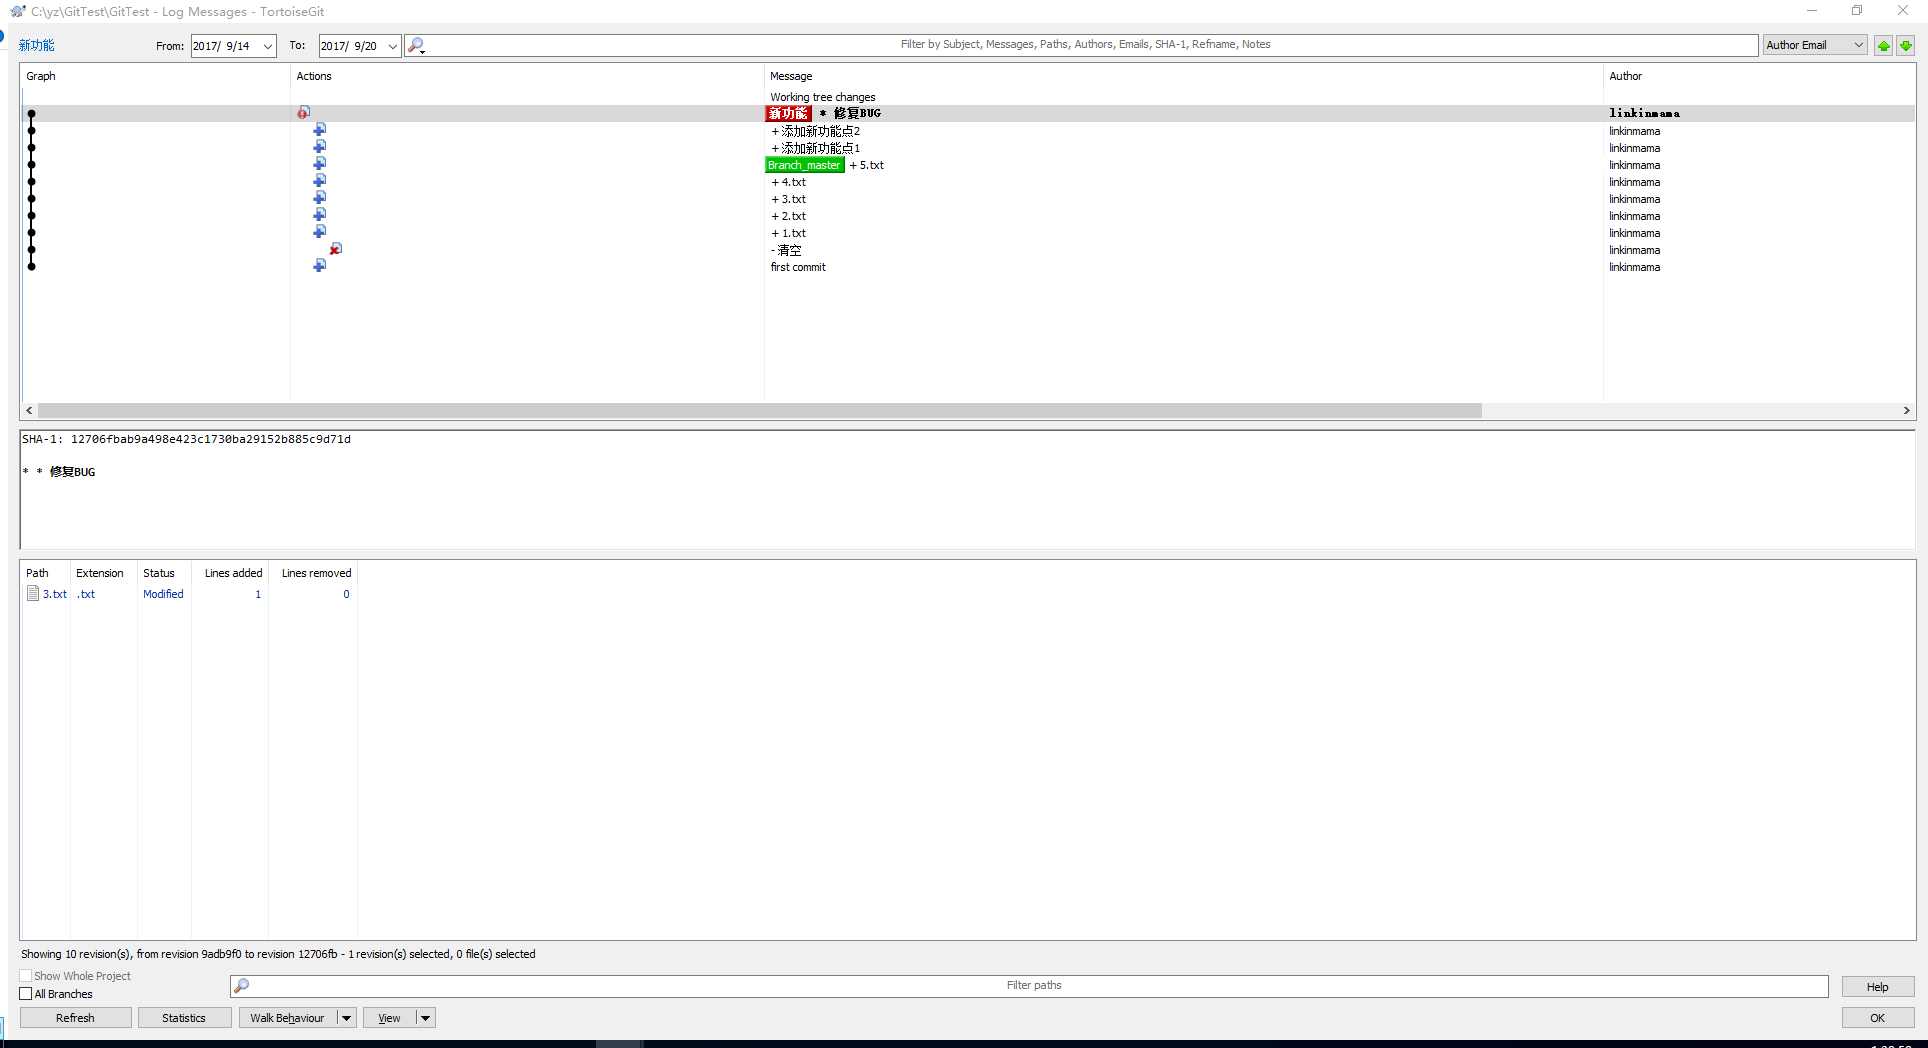 C:\yz\GitTest\GitTest - Log Messages - TortoiseGit
新功能 From: 2017/ 9/14 To: 2017/ 9/20 Filter by Subject, Messages, Paths, Authors, Emails, SHA-1, Refname, Notes Author Email
Graph Actions Message Author
Working tree changes
新功能 * 修复BUG linkinmama
+ 添加新功能点2 linkinmama
+ 添加新功能点1 linkinmama
Branch_master + 5.txt linkinmama
+ 4.txt linkinmama
+ 3.txt linkinmama
+ 2.txt linkinmama
+ 1.txt linkinmama
- 清空 linkinmama
first commit linkinmama
SHA-1: 12706fbab9a498e423c1730ba29152b885c9d71d
* * 修复BUG
Path Extension Status Lines added Lines removed
3.txt .txt Modified 1 0
Showing 10 revision(s), from revision 9adb9f0 to revision 12706fb - 1 revision(s) selected, 0 file(s) selected
Show Whole Project
All Branches Filter paths Help
Refresh Statistics Walk Behaviour View OK